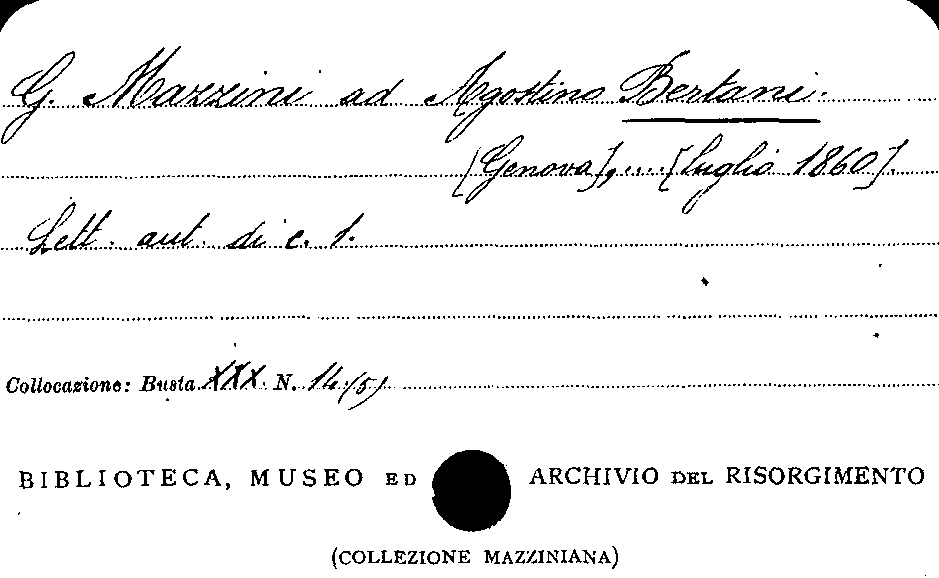 G. Mazzini ad Agostino Bertani.
[Genova], .... [luglio 1860].
Lett. aut. di c. 1.
Collocazione: Busta XXX. N. 14 (5)
BIBLIOTECA, MUSEO ED ARCHIVIO DEL RISORGIMENTO
(COLLEZIONE MAZZINIANA)